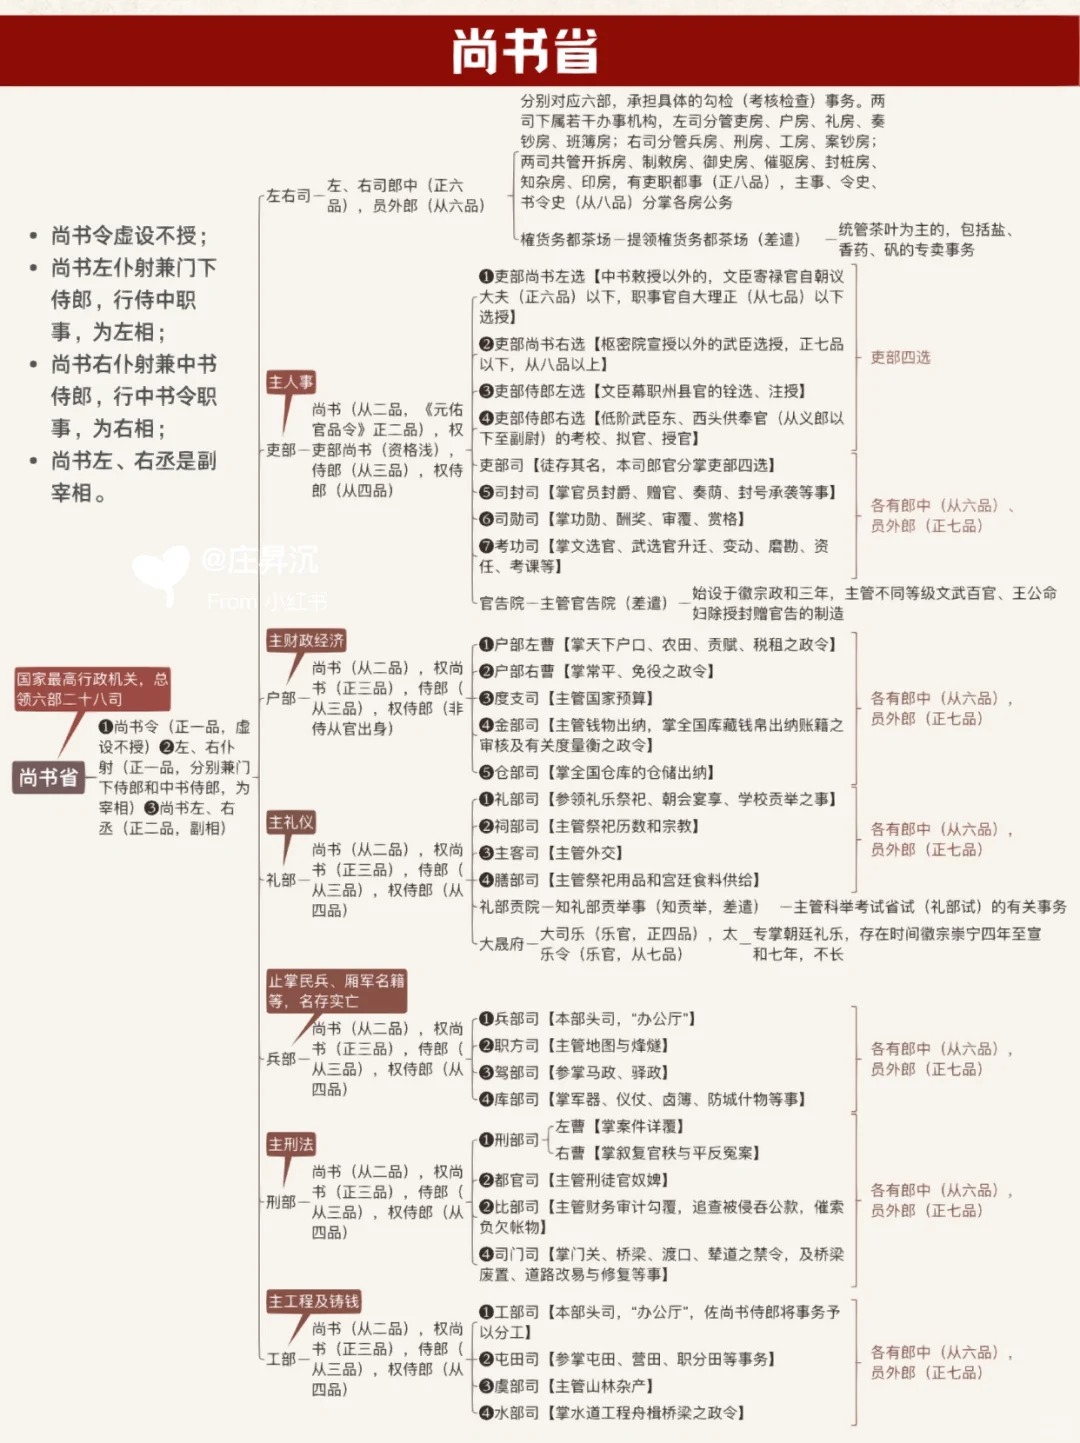 尚书省
尚书令虚设不授；
尚书左仆射兼门下
侍郎，行侍中职
事，为左相；
尚书右仆射兼中书
侍郎，行中书令职
事，为右相；
尚书左、右丞是副
宰相。
@庄昇沉
From 小红书
国家最高行政机关，总
领六部二十八司
尚书省
❶尚书令（正一品，虚
设不授）❷左、右仆
射（正一品，分别兼门
下侍郎和中书侍郎，为
宰相）❸尚书左、右
丞（正二品，副相）
左右司
左、右司郎中（正六
品），员外郎（从六品）
分别对应六部，承担具体的勾检（考核检查）事务。两
司下属若干办事机构，左司分管吏房、户房、礼房、奏
钞房、班薄房；右司分管兵房、刑房、工房、案钞房；
两司共管开拆房、制敕房、御史房、催驱房、封桩房、
知杂房、印房，有吏职都事（正八品），主事、令史、
书令史（从八品）分掌各房公务
榷货务都茶场
提领榷货务都茶场（差遣）
统管茶叶为主的，包括盐、
香药、矾的专卖事务
主人事
吏部
尚书（从二品，《元佑
官品令》正二品），权
吏部尚书（资格浅），
侍郎（从三品），权侍
郎（从四品）
❶吏部尚书左选【中书敕授以外的，文臣寄禄官自朝议
大夫（正六品）以下，职事官自大理正（从七品）以下
选授】
❷吏部尚书右选【枢密院宣授以外的武臣选授，正七品
以下，从八品以上】
❸吏部侍郎左选【文臣幕职州县官的铨选、注授】
❹吏部侍郎右选【低阶武臣东、西头供奉官（从义郎以
下至副尉）的考校、拟官、授官】
吏部四选
吏部司【徒存其名，本司郎官分掌吏部四选】
❺司封司【掌官员封爵、赠官、奏荫、封号承袭等事】
❻司勋司【掌功勋、酬奖、审覆、赏格】
❼考功司【掌文选官、武选官升迁、变动、磨勘、资
任、考课等】
各有郎中（从六品）、
员外郎（正七品）
官告院
主管官告院（差遣）
始设于徽宗政和三年，主管不同等级文武百官、王公命
妇除授封赠官告的制造
主财政经济
户部
尚书（从二品），权尚
书（正三品），侍郎（
从三品），权侍郎（非
侍从官出身）
❶户部左曹【掌天下户口、农田、贡赋、税租之政令】
❷户部右曹【掌常平、免役之政令】
❸度支司【主管国家预算】
❹金部司【主管钱物出纳，掌全国库藏钱帛出纳账籍之
审核及有关度量衡之政令】
❺仓部司【掌全国仓库的仓储出纳】
各有郎中（从六品），
员外郎（正七品）
主礼仪
礼部
尚书（从二品），权尚
书（正三品），侍郎（
从三品），权侍郎（从
四品）
❶礼部司【参领礼乐祭祀、朝会宴享、学校贡举之事】
❷祠部司【主管祭祀历数和宗教】
❸主客司【主管外交】
❹膳部司【主管祭祀用品和宫廷食料供给】
各有郎中（从六品），
员外郎（正七品）
礼部贡院
知礼部贡举事（知贡举，差遣）
主管科举考试省试（礼部试）的有关事务
大晟府
大司乐（乐官，正四品），太
乐令（乐官，从七品）
专掌朝廷礼乐，存在时间徽宗崇宁四年至宣
和七年，不长
止掌民兵、厢军名籍
等，名存实亡
兵部
尚书（从二品），权尚
书（正三品），侍郎（
从三品），权侍郎（从
四品）
❶兵部司【本部头司，“办公厅”】
❷职方司【主管地图与烽燧】
❸驾部司【参掌马政、驿政】
❹库部司【掌军器、仪仗、卤簿、防城什物等事】
各有郎中（从六品），
员外郎（正七品）
主刑法
刑部
尚书（从二品），权尚
书（正三品），侍郎（
从三品），权侍郎（从
四品）
❶刑部司
左曹【掌案件详覆】
右曹【掌叙复官秩与平反冤案】
❷都官司【主管刑徒官奴婢】
❷比部司【主管财务审计勾覆，追查被侵吞公款，催索
负欠帐物】
❹司门司【掌门关、桥梁、渡口、辇道之禁令，及桥梁
废置、道路改易与修复等事】
各有郎中（从六品），
员外郎（正七品）
主工程及铸钱
工部
尚书（从二品），权尚
书（正三品），侍郎（
从三品），权侍郎（从
四品）
❶工部司【本部头司，“办公厅”，佐尚书侍郎将事务予
以分工】
❷屯田司【参掌屯田、营田、职分田等事务】
❸虞部司【主管山林杂产】
❹水部司【掌水道工程舟楫桥梁之政令】
各有郎中（从六品），
员外郎（正七品）